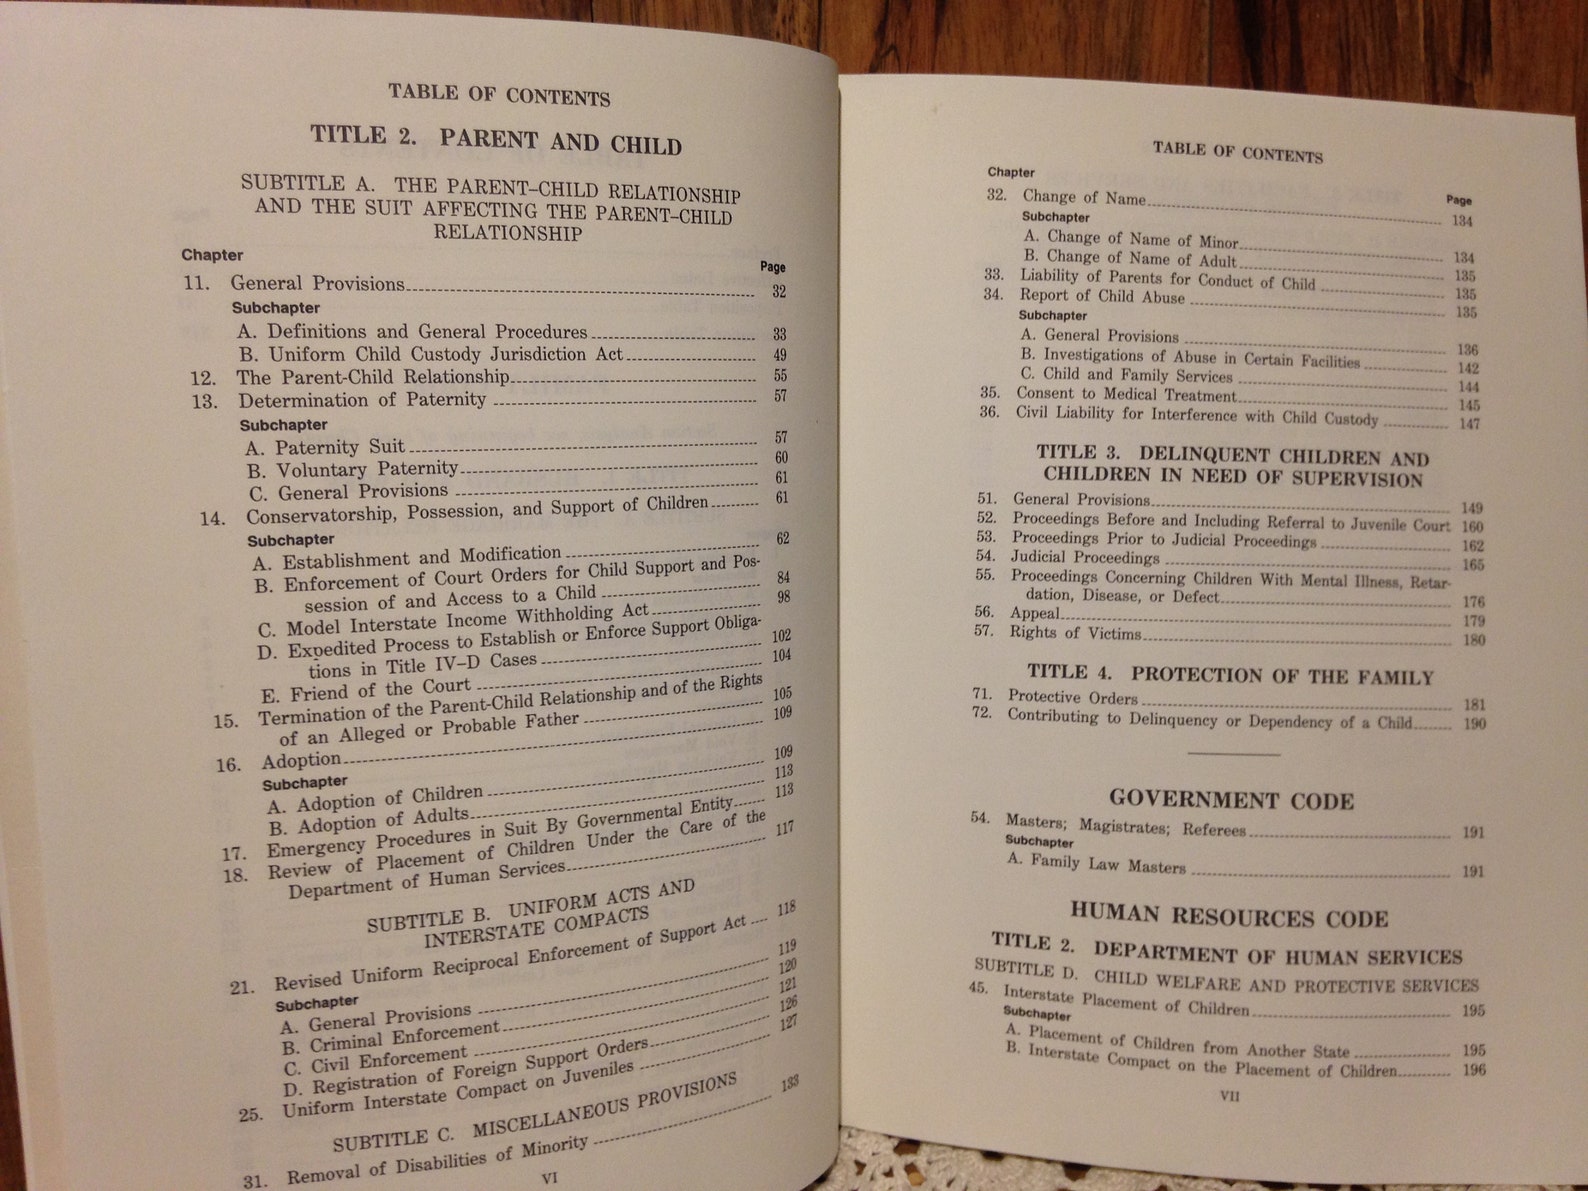 TABLE OF CONTENTS
TITLE 2. PARENT AND CHILD
SUBTITLE A. THE PARENT–CHILD RELATIONSHIP
AND THE SUIT AFFECTING THE PARENT–CHILD
RELATIONSHIP
Chapter Page
11. General Provisions 32
Subchapter
A. Definitions and General Procedures 33
B. Uniform Child Custody Jurisdiction Act 49
12. The Parent-Child Relationship 55
13. Determination of Paternity 57
Subchapter
A. Paternity Suit 57
B. Voluntary Paternity 60
C. General Provisions 61
14. Conservatorship, Possession, and Support of Children 61
Subchapter
A. Establishment and Modification 62
B. Enforcement of Court Orders for Child Support and Pos-
session of and Access to a Child 84
C. Model Interstate Income Withholding Act 98
D. Expedited Process to Establish or Enforce Support Obliga-
tions in Title IV–D Cases 102
E. Friend of the Court 104
15. Termination of the Parent-Child Relationship and of the Rights
of an Alleged or Probable Father 105
16. Adoption 109
Subchapter
A. Adoption of Children 109
B. Adoption of Adults 113
17. Emergency Procedures in Suit By Governmental Entity 113
18. Review of Placement of Children Under the Care of the
Department of Human Services 117
SUBTITLE B. UNIFORM ACTS AND
INTERSTATE COMPACTS
21. Revised Uniform Reciprocal Enforcement of Support Act 118
Subchapter
A. General Provisions 119
B. Criminal Enforcement 120
C. Civil Enforcement 121
D. Registration of Foreign Support Orders 126
25. Uniform Interstate Compact on Juveniles 127
SUBTITLE C. MISCELLANEOUS PROVISIONS
31. Removal of Disabilities of Minority 133
VI
TABLE OF CONTENTS
Chapter Page
32. Change of Name 134
Subchapter
A. Change of Name of Minor 134
B. Change of Name of Adult 135
33. Liability of Parents for Conduct of Child 135
34. Report of Child Abuse 135
Subchapter
A. General Provisions 136
B. Investigations of Abuse in Certain Facilities 142
C. Child and Family Services 144
35. Consent to Medical Treatment 145
36. Civil Liability for Interference with Child Custody 147
TITLE 3. DELINQUENT CHILDREN AND
CHILDREN IN NEED OF SUPERVISION
51. General Provisions 149
52. Proceedings Before and Including Referral to Juvenile Court 160
53. Proceedings Prior to Judicial Proceedings 162
54. Judicial Proceedings 165
55. Proceedings Concerning Children With Mental Illness, Retar-
dation, Disease, or Defect 176
56. Appeal 179
57. Rights of Victims 180
TITLE 4. PROTECTION OF THE FAMILY
71. Protective Orders 181
72. Contributing to Delinquency or Dependency of a Child 190
GOVERNMENT CODE
54. Masters; Magistrates; Referees 191
Subchapter
A. Family Law Masters 191
HUMAN RESOURCES CODE
TITLE 2. DEPARTMENT OF HUMAN SERVICES
SUBTITLE D. CHILD WELFARE AND PROTECTIVE SERVICES
45. Interstate Placement of Children 195
Subchapter
A. Placement of Children from Another State 195
B. Interstate Compact on the Placement of Children 196
VII